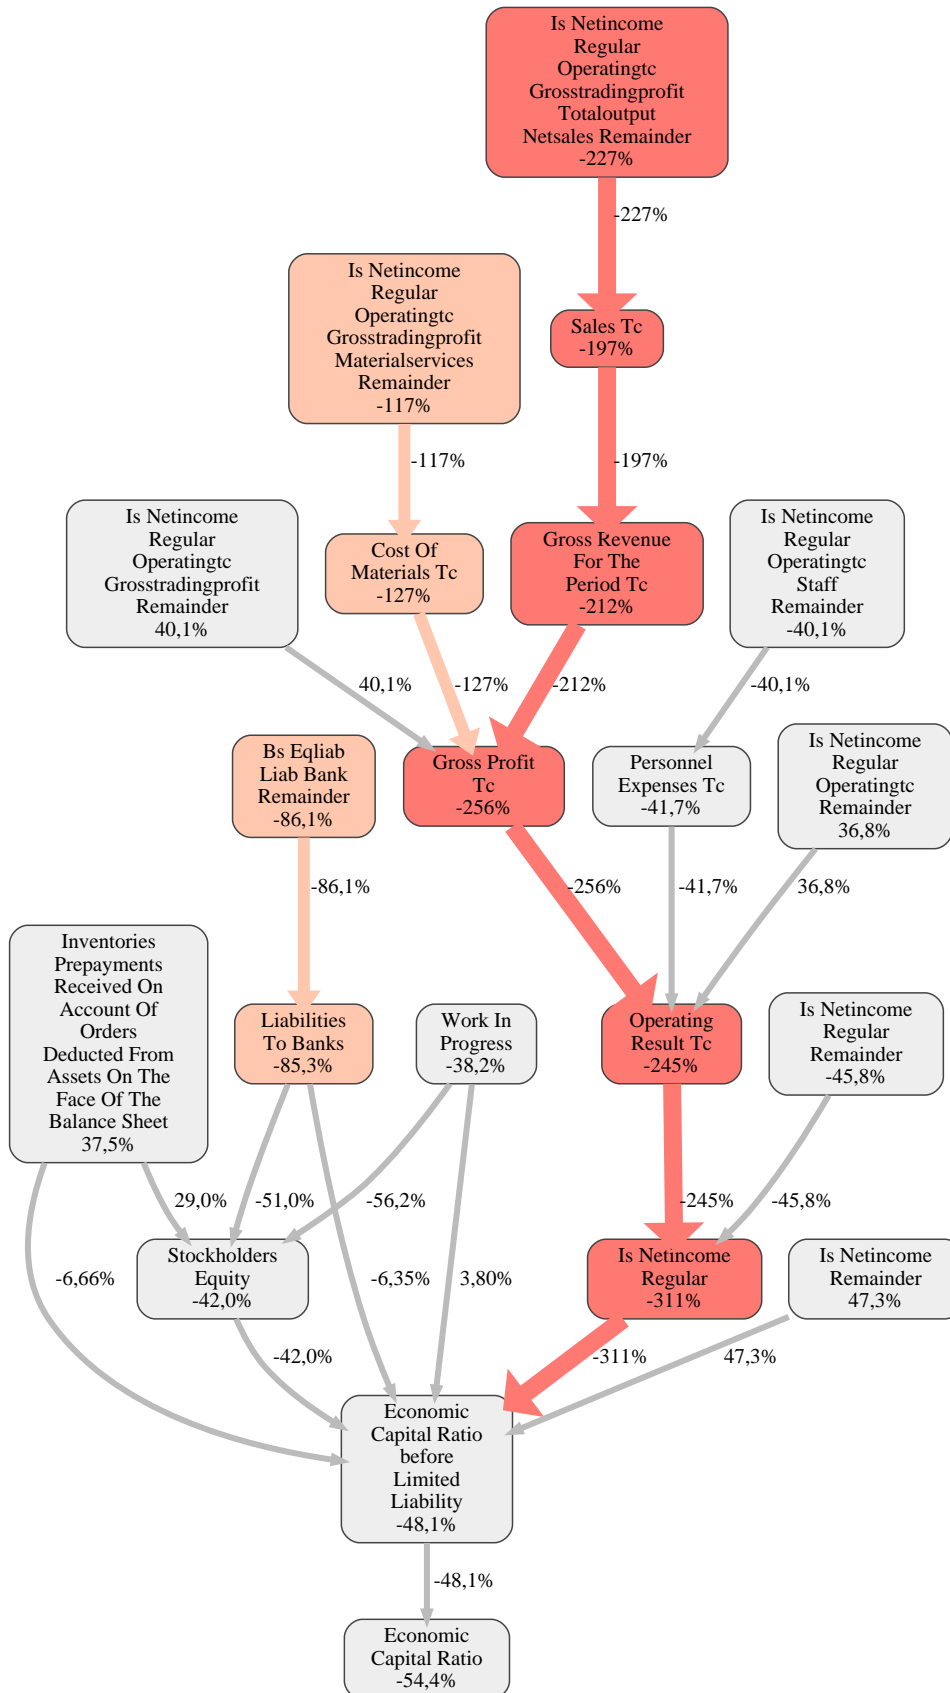 Is Netincome
Regular
Operatingtc
Grosstradingprofit
Totaloutput
Netsales Remainder
-227%
-227%
Is Netincome
Regular
Operatingtc
Grosstradingprofit
Materialservices
Remainder
-117%
Sales Tc
-197%
-117%
-197%
Is Netincome
Regular
Operatingtc
Grosstradingprofit
Remainder
40,1%
Cost Of
Materials Tc
-127%
Gross Revenue
For The
Period Tc
-212%
Is Netincome
Regular
Operatingtc
Staff
Remainder
-40,1%
40,1%
-127%
-212%
-40,1%
Bs Eqliab
Liab Bank
Remainder
-86,1%
Gross Profit
Tc
-256%
Personnel
Expenses Tc
-41,7%
Is Netincome
Regular
Operatingtc
Remainder
36,8%
-86,1%
-256%
-41,7%
36,8%
Inventories
Prepayments
Received On
Account Of
Orders
Deducted From
Assets On The
Face Of The
Balance Sheet
37,5%
Liabilities
To Banks
-85,3%
Work In
Progress
-38,2%
Operating
Result Tc
-245%
Is Netincome
Regular
Remainder
-45,8%
29,0%
-51,0%
-56,2%
-245%
-45,8%
-6,66%
Stockholders
Equity
-42,0%
-6,35%
3,80%
Is Netincome
Regular
-311%
Is Netincome
Remainder
47,3%
-42,0%
-311%
47,3%
Economic
Capital Ratio
before
Limited
Liability
-48,1%
-48,1%
Economic
Capital Ratio
-54,4%